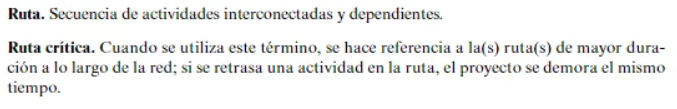 Ruta. Secuencia de actividades interconectadas y dependientes.
Ruta crítica. Cuando se utiliza este término, se hace referencia a la(s) ruta(s) de mayor dura-
ción a lo largo de la red; si se retrasa una actividad en la ruta, el proyecto se demora el mismo
tiempo.